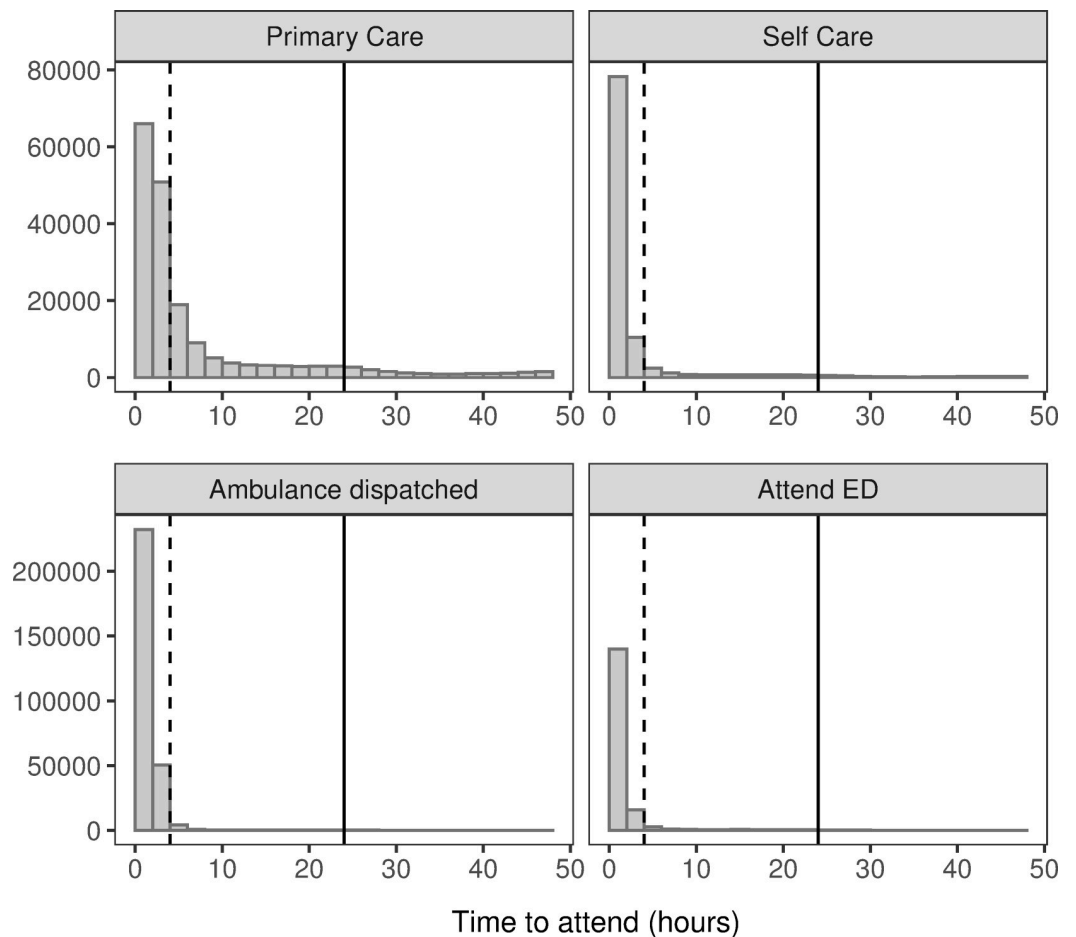 Primary Care
Self Care
80000
60000
40000
20000
0
0 10 20 30 40 50
0 10 20 30 40 50
Ambulance dispatched
Attend ED
200000
150000
100000
50000
0
0 10 20 30 40 50
0 10 20 30 40 50
Time to attend (hours)